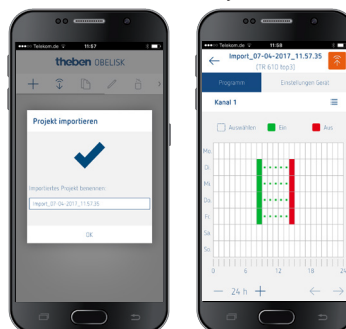 Telekom.de 11:57
theben OBELISK
Projekt importieren
Importiertes Projekt benennen:
Import_07-04-2017_11.57.35
OK
Telekom.de 11:58
Import_07-04-2017_11.57.35
(TR 610 top3)
Programm Einstellungen Gerät
Kanal 1
Auswählen Ein Aus
Mo.
Di.
Mi.
Do.
Fr.
Sa.
So.
0 6 12 18 24
24 h